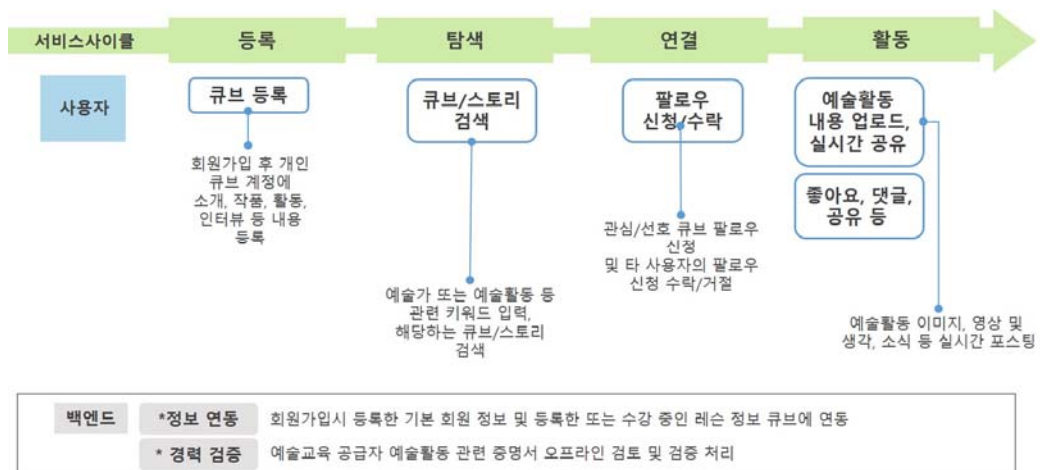 서비스사이클
등록
탐색
연결
활동
사용자
큐브 등록
회원가입 후 개인
큐브 계정에
소개, 작품, 활동,
인터뷰 등 내용
등록
큐브/스토리
검색
예술가 또는 예술활동 등
관련 키워드 입력,
해당하는 큐브/스토리
검색
팔로우
신청/수락
관심/선호 큐브 팔로우
신정
및 타 사용자의 팔로우
신청 수락/거절
예술활동
내용 업로드,
실시간 공유
좋아요, 댓글,
공유 등
예술활동 이미지, 영상 및
생각, 소식 등 실시간 포스팅
백엔드
*정보 연동
회원가입시 등록한 기본 회원 정보 및 등록한 또는 수강 중인 레슨 정보 큐브에 연동
* 경력 검증
예술교육 공급자 예술활동 관련 증명서 오프라인 검토 및 검증 처리